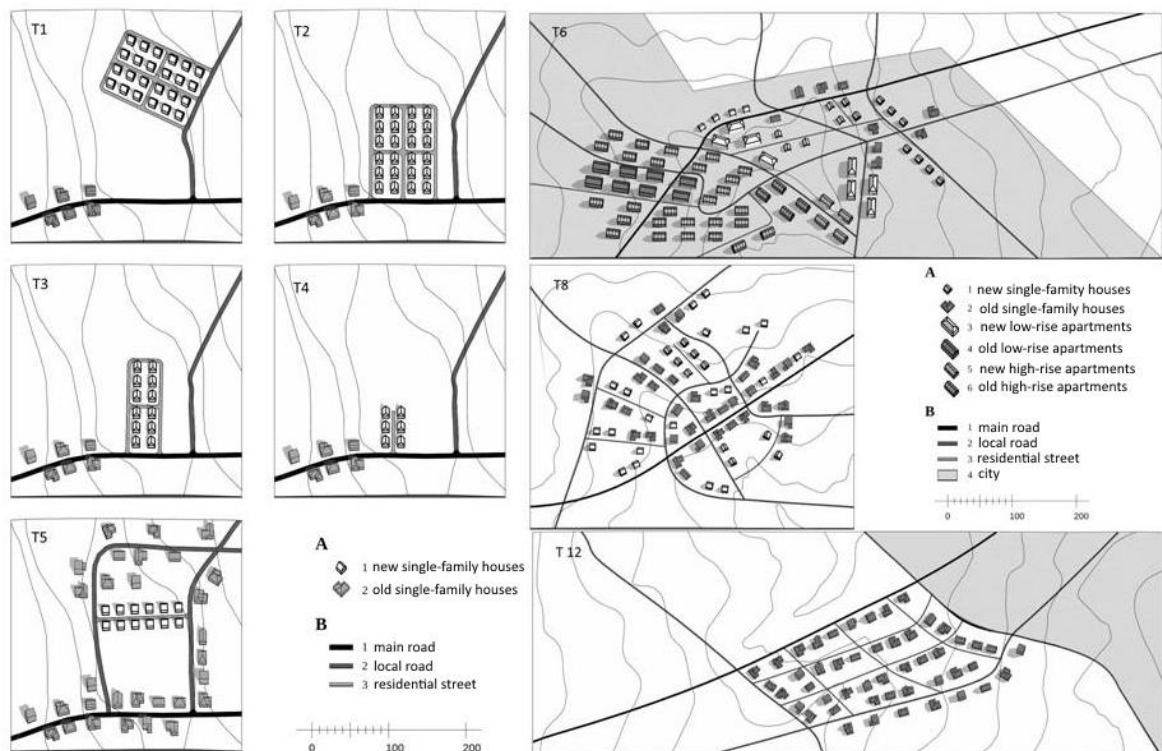 T1
T2
T6
T3
T4
T8
A
1 new single-famity houses
2 old single-family houses
3 new low-rise apartments
4 old low-rise apartments
5 new high-rise apartments
6 old high-rise apartments
B
1 main road
2 local road
3 residential street
4 city
0 100 200
T5
A
1 new single-family houses
2 old single-family houses
B
1 main road
2 local road
3 residential street
0 100 200
T 12